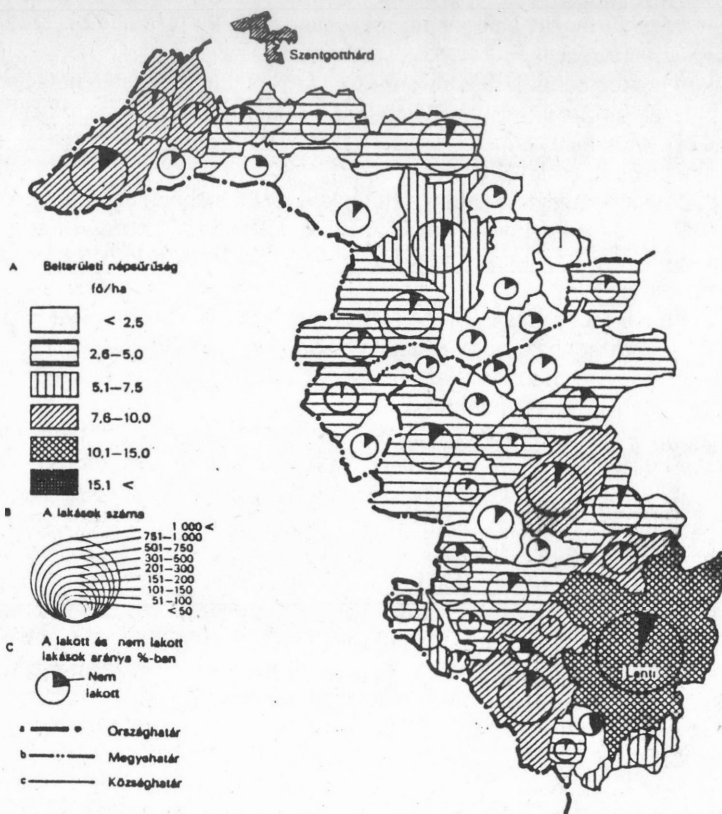 Szentgotthárd
A Belterületi népsűrűség
fő/ha
< 2,5
2,6—5,0
5,1—7,5
7,6—10,0
10,1—15,0
15,1 <
B A lakások száma
1 000 <
751—1 000
501—750
301—500
201—300
151—200
101—150
51—100
< 50
C A lakott és nem lakott
lakások aránya %-ban
Nem
lakott
a Országhatár
b Megyehatár
c Községhatár
Lenti